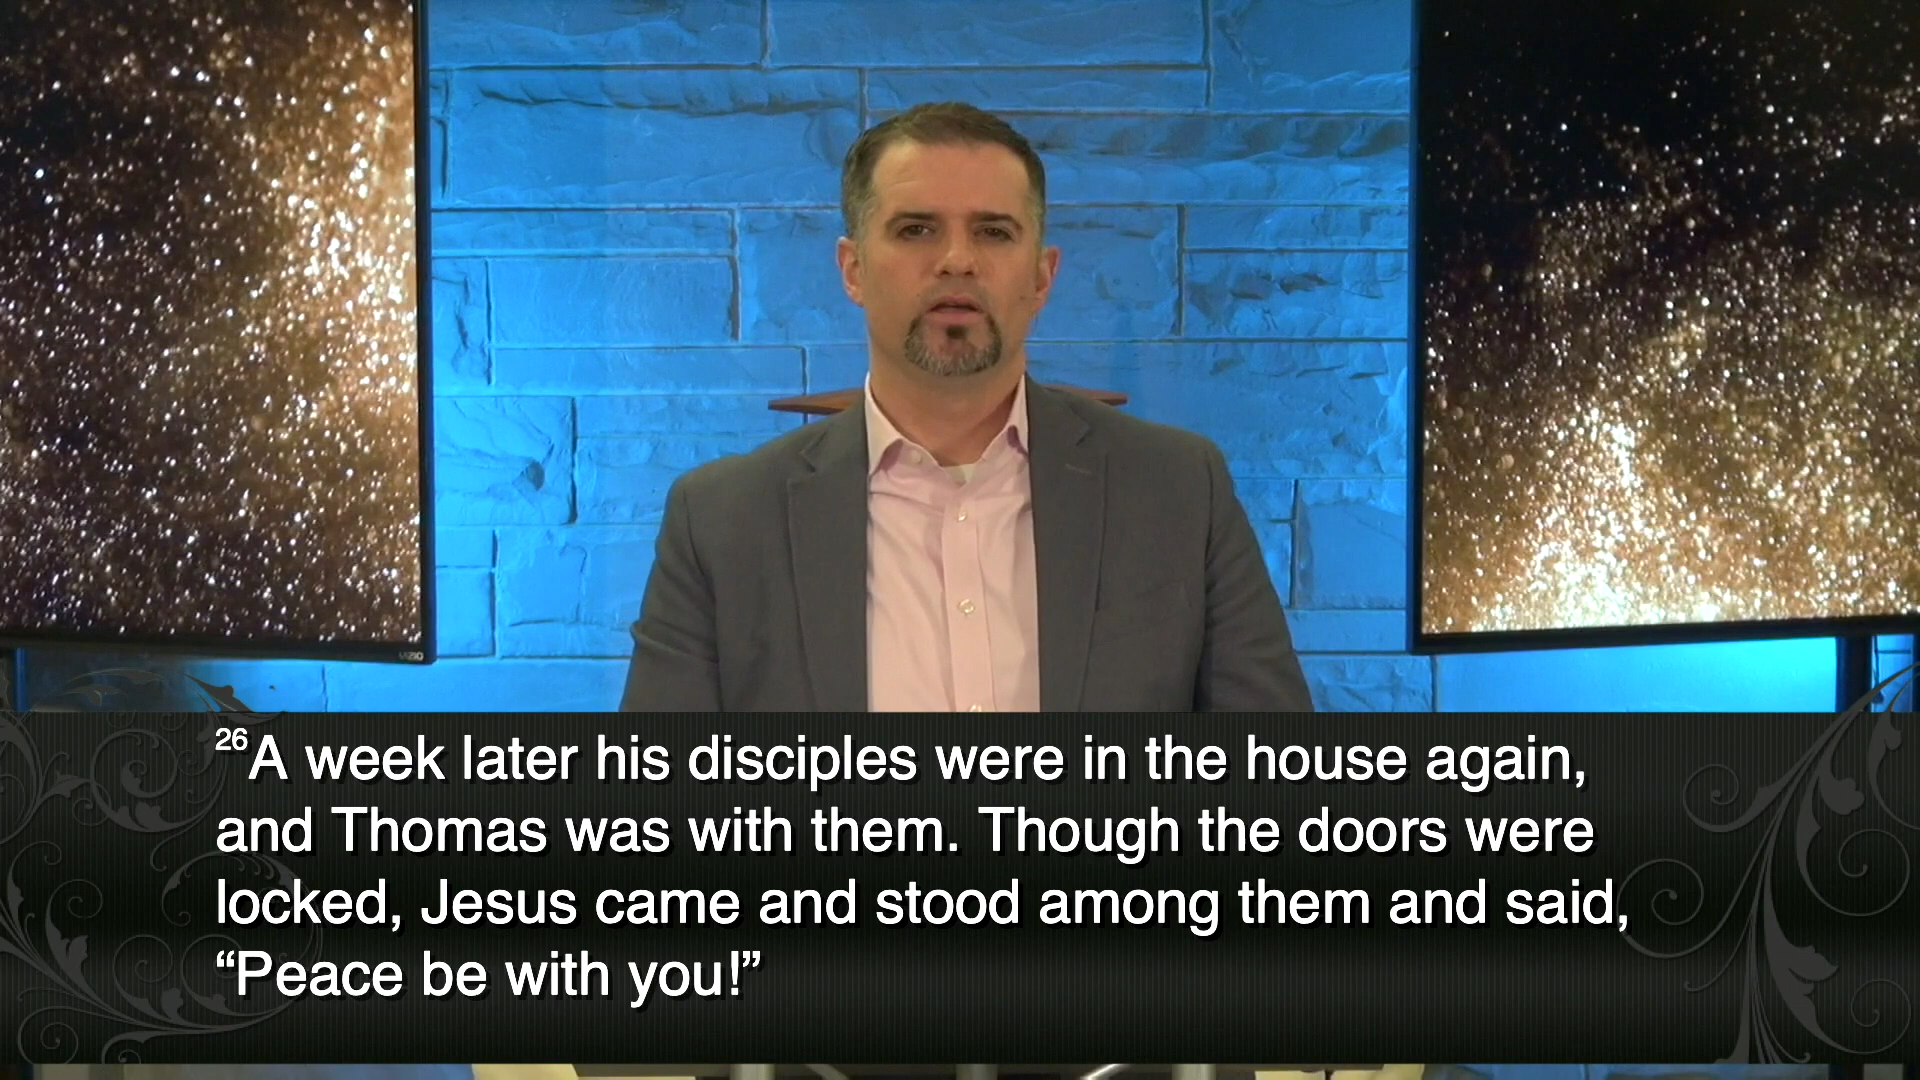 VIZIO
26A week later his disciples were in the house again,
and Thomas was with them. Though the doors were
locked, Jesus came and stood among them and said,
“Peace be with you!”